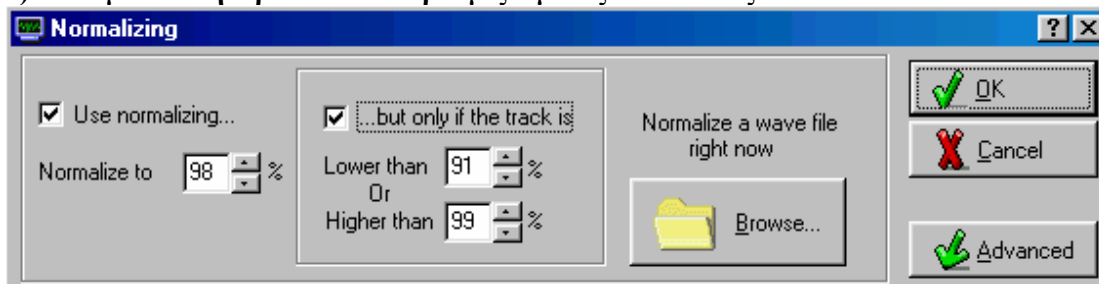 Normalizing
Use normalizing...
Normalize to 98 %
...but only if the track is
Lower than 91 %
Or
Higher than 99 %
Normalize a wave file
right now
Browse...
OK
Cancel
Advanced